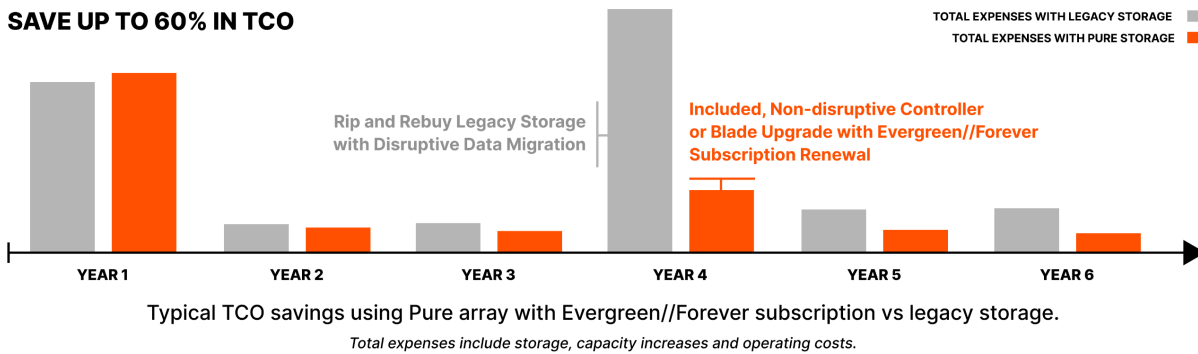 SAVE UP TO 60% IN TCO
TOTAL EXPENSES WITH LEGACY STORAGE
TOTAL EXPENSES WITH PURE STORAGE
Rip and Rebuy Legacy Storage
with Disruptive Data Migration
Included, Non-disruptive Controller
or Blade Upgrade with Evergreen//Forever
Subscription Renewal
YEAR 1
YEAR 2
YEAR 3
YEAR 4
YEAR 5
YEAR 6
Typical TCO savings using Pure array with Evergreen//Forever subscription vs legacy storage.
Total expenses include storage, capacity increases and operating costs.